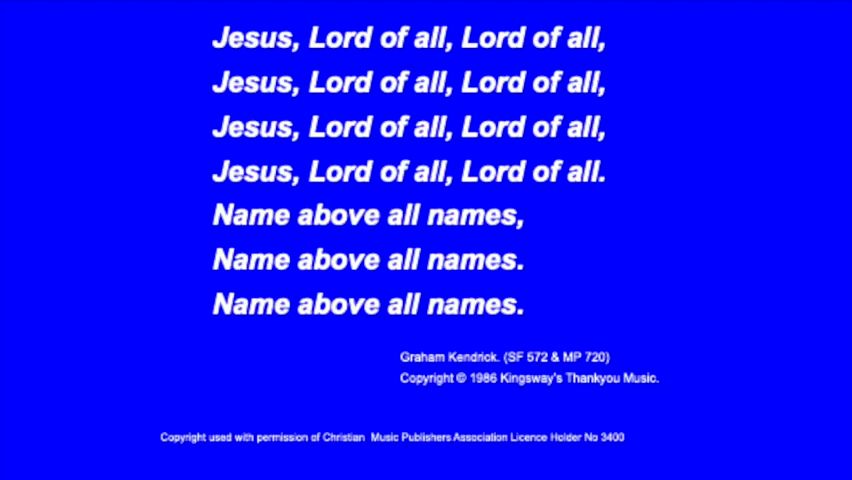 Jesus, Lord of all, Lord of all,
Jesus, Lord of all, Lord of all,
Jesus, Lord of all, Lord of all,
Jesus, Lord of all, Lord of all.
Name above all names,
Name above all names.
Name above all names.
Graham Kendrick. (SF 572 & MP 720)
Copyright © 1986 Kingsway's Thankyou Music.
Copyright used with permission of Christian Music Publishers Association Licence Holder No 3400